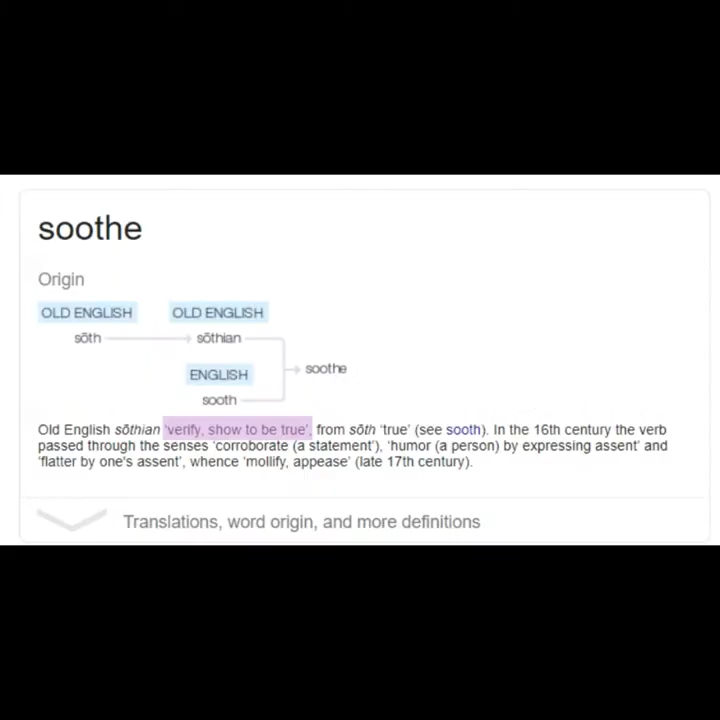 soothe
Origin
OLD ENGLISH OLD ENGLISH
sōth sōthian
ENGLISH soothe
sooth
Old English sōthian ‘verify, show to be true’, from sōth ‘true’ (see sooth). In the 16th century the verb
passed through the senses ‘corroborate (a statement’), ‘humor (a person) by expressing assent’ and
‘flatter by one's assent’, whence ‘mollify, appease’ (late 17th century).
Translations, word origin, and more definitions